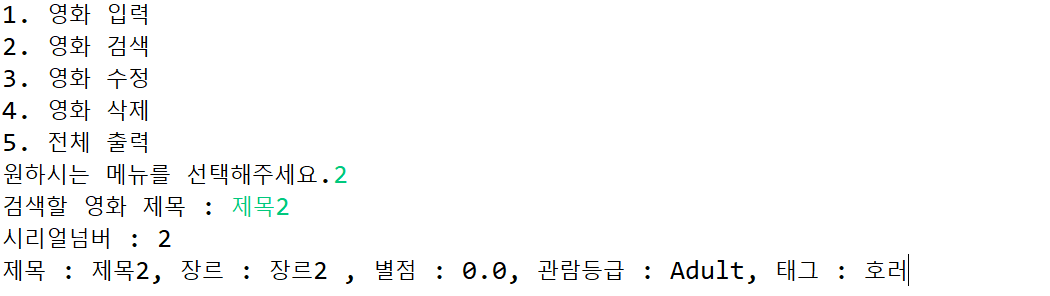 1. 영화 입력
2. 영화 검색
3. 영화 수정
4. 영화 삭제
5. 전체 출력
원하시는 메뉴를 선택해주세요.2
검색할 영화 제목 : 제목2
시리얼넘버 : 2
제목 : 제목2, 장르 : 장르2 , 별점 : 0.0, 관람등급 : Adult, 태그 : 호러